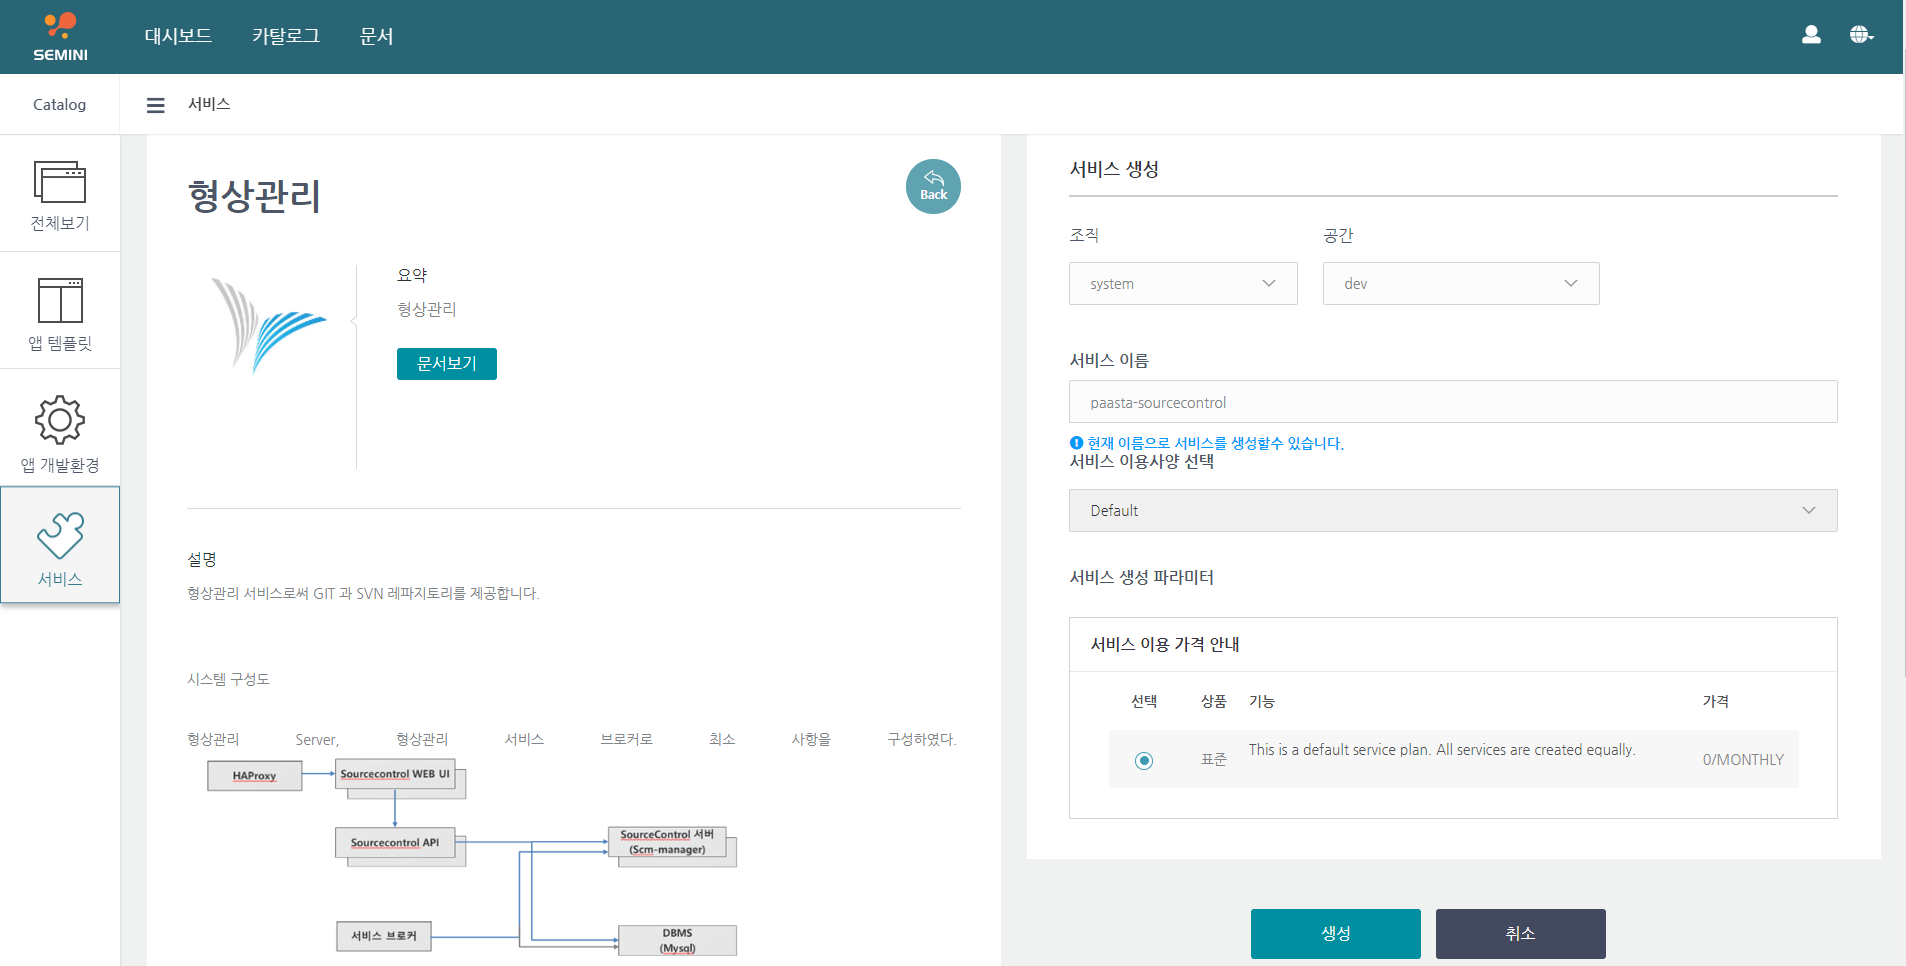 SEMINI
대시보드
카탈로그
문서
Catalog
서비스
전체보기
앱 템플릿
앱 개발환경
서비스
형상관리
Back
요약
형상관리
문서보기
설명
형상관리 서비스로써 GIT 과 SVN 레파지토리를 제공합니다.
시스템 구성도
형상관리 Server, 형상관리 서비스 브로커로 최소 사항을 구성하였다.
HAProxy
Sourcecontrol WEB UI
Sourcecontrol API
SourceControl 서버
(Scm-manager)
서비스 브로커
DBMS
(Mysql)
서비스 생성
조직
공간
system
dev
서비스 이름
paasta-sourcecontrol
현재 이름으로 서비스를 생성할수 있습니다.
서비스 이용사양 선택
Default
서비스 생성 파라미터
서비스 이용 가격 안내
선택 상품 기능 가격
표준 This is a default service plan. All services are created equally. 0/MONTHLY
생성
취소